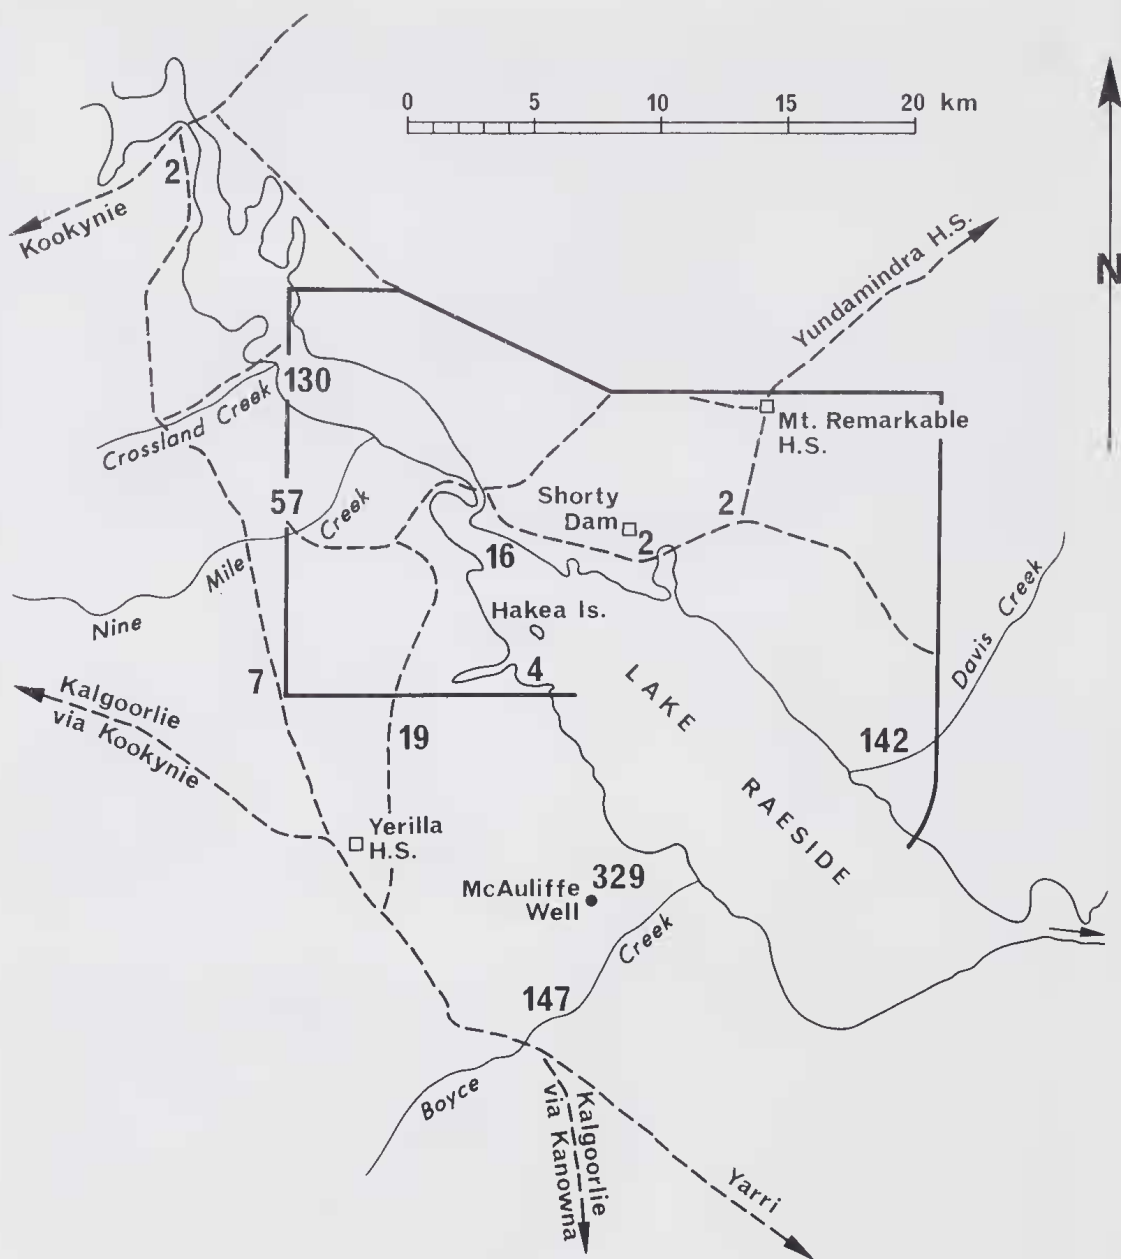 0 5 10 15 20 km
2
Kookynie
Yundamindra H.S.
N
130
Crossland Creek
Mt. Remarkable
H.S.
57
Shorty
Dam
2
2
16
Nine Mile Creek
Hakea Is.
4
Davis Creek
7
LAKE
RAESIDE
Kalgoorlie
via Kookynie
19
142
Yerilla
H.S.
McAuliffe
Well
329
147
Boyce Creek
Kalgoorlie
via Kanowna
Yarri